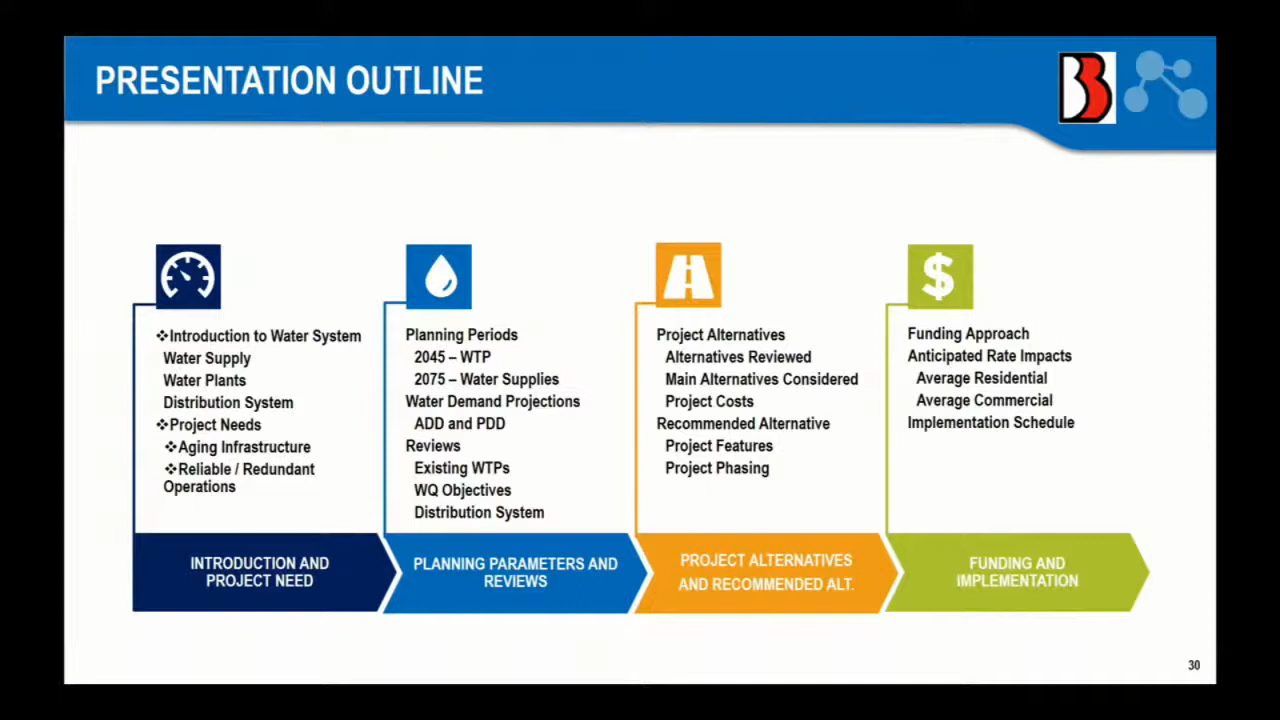 PRESENTATION OUTLINE
❖Introduction to Water System
Water Supply
Water Plants
Distribution System
❖Project Needs
❖Aging Infrastructure
❖Reliable / Redundant
Operations
INTRODUCTION AND
PROJECT NEED
Planning Periods
2045 – WTP
2075 – Water Supplies
Water Demand Projections
ADD and PDD
Reviews
Existing WTPs
WQ Objectives
Distribution System
PLANNING PARAMETERS AND
REVIEWS
Project Alternatives
Alternatives Reviewed
Main Alternatives Considered
Project Costs
Recommended Alternative
Project Features
Project Phasing
PROJECT ALTERNATIVES
AND RECOMMENDED ALT.
$
Funding Approach
Anticipated Rate Impacts
Average Residential
Average Commercial
Implementation Schedule
FUNDING AND
IMPLEMENTATION
30